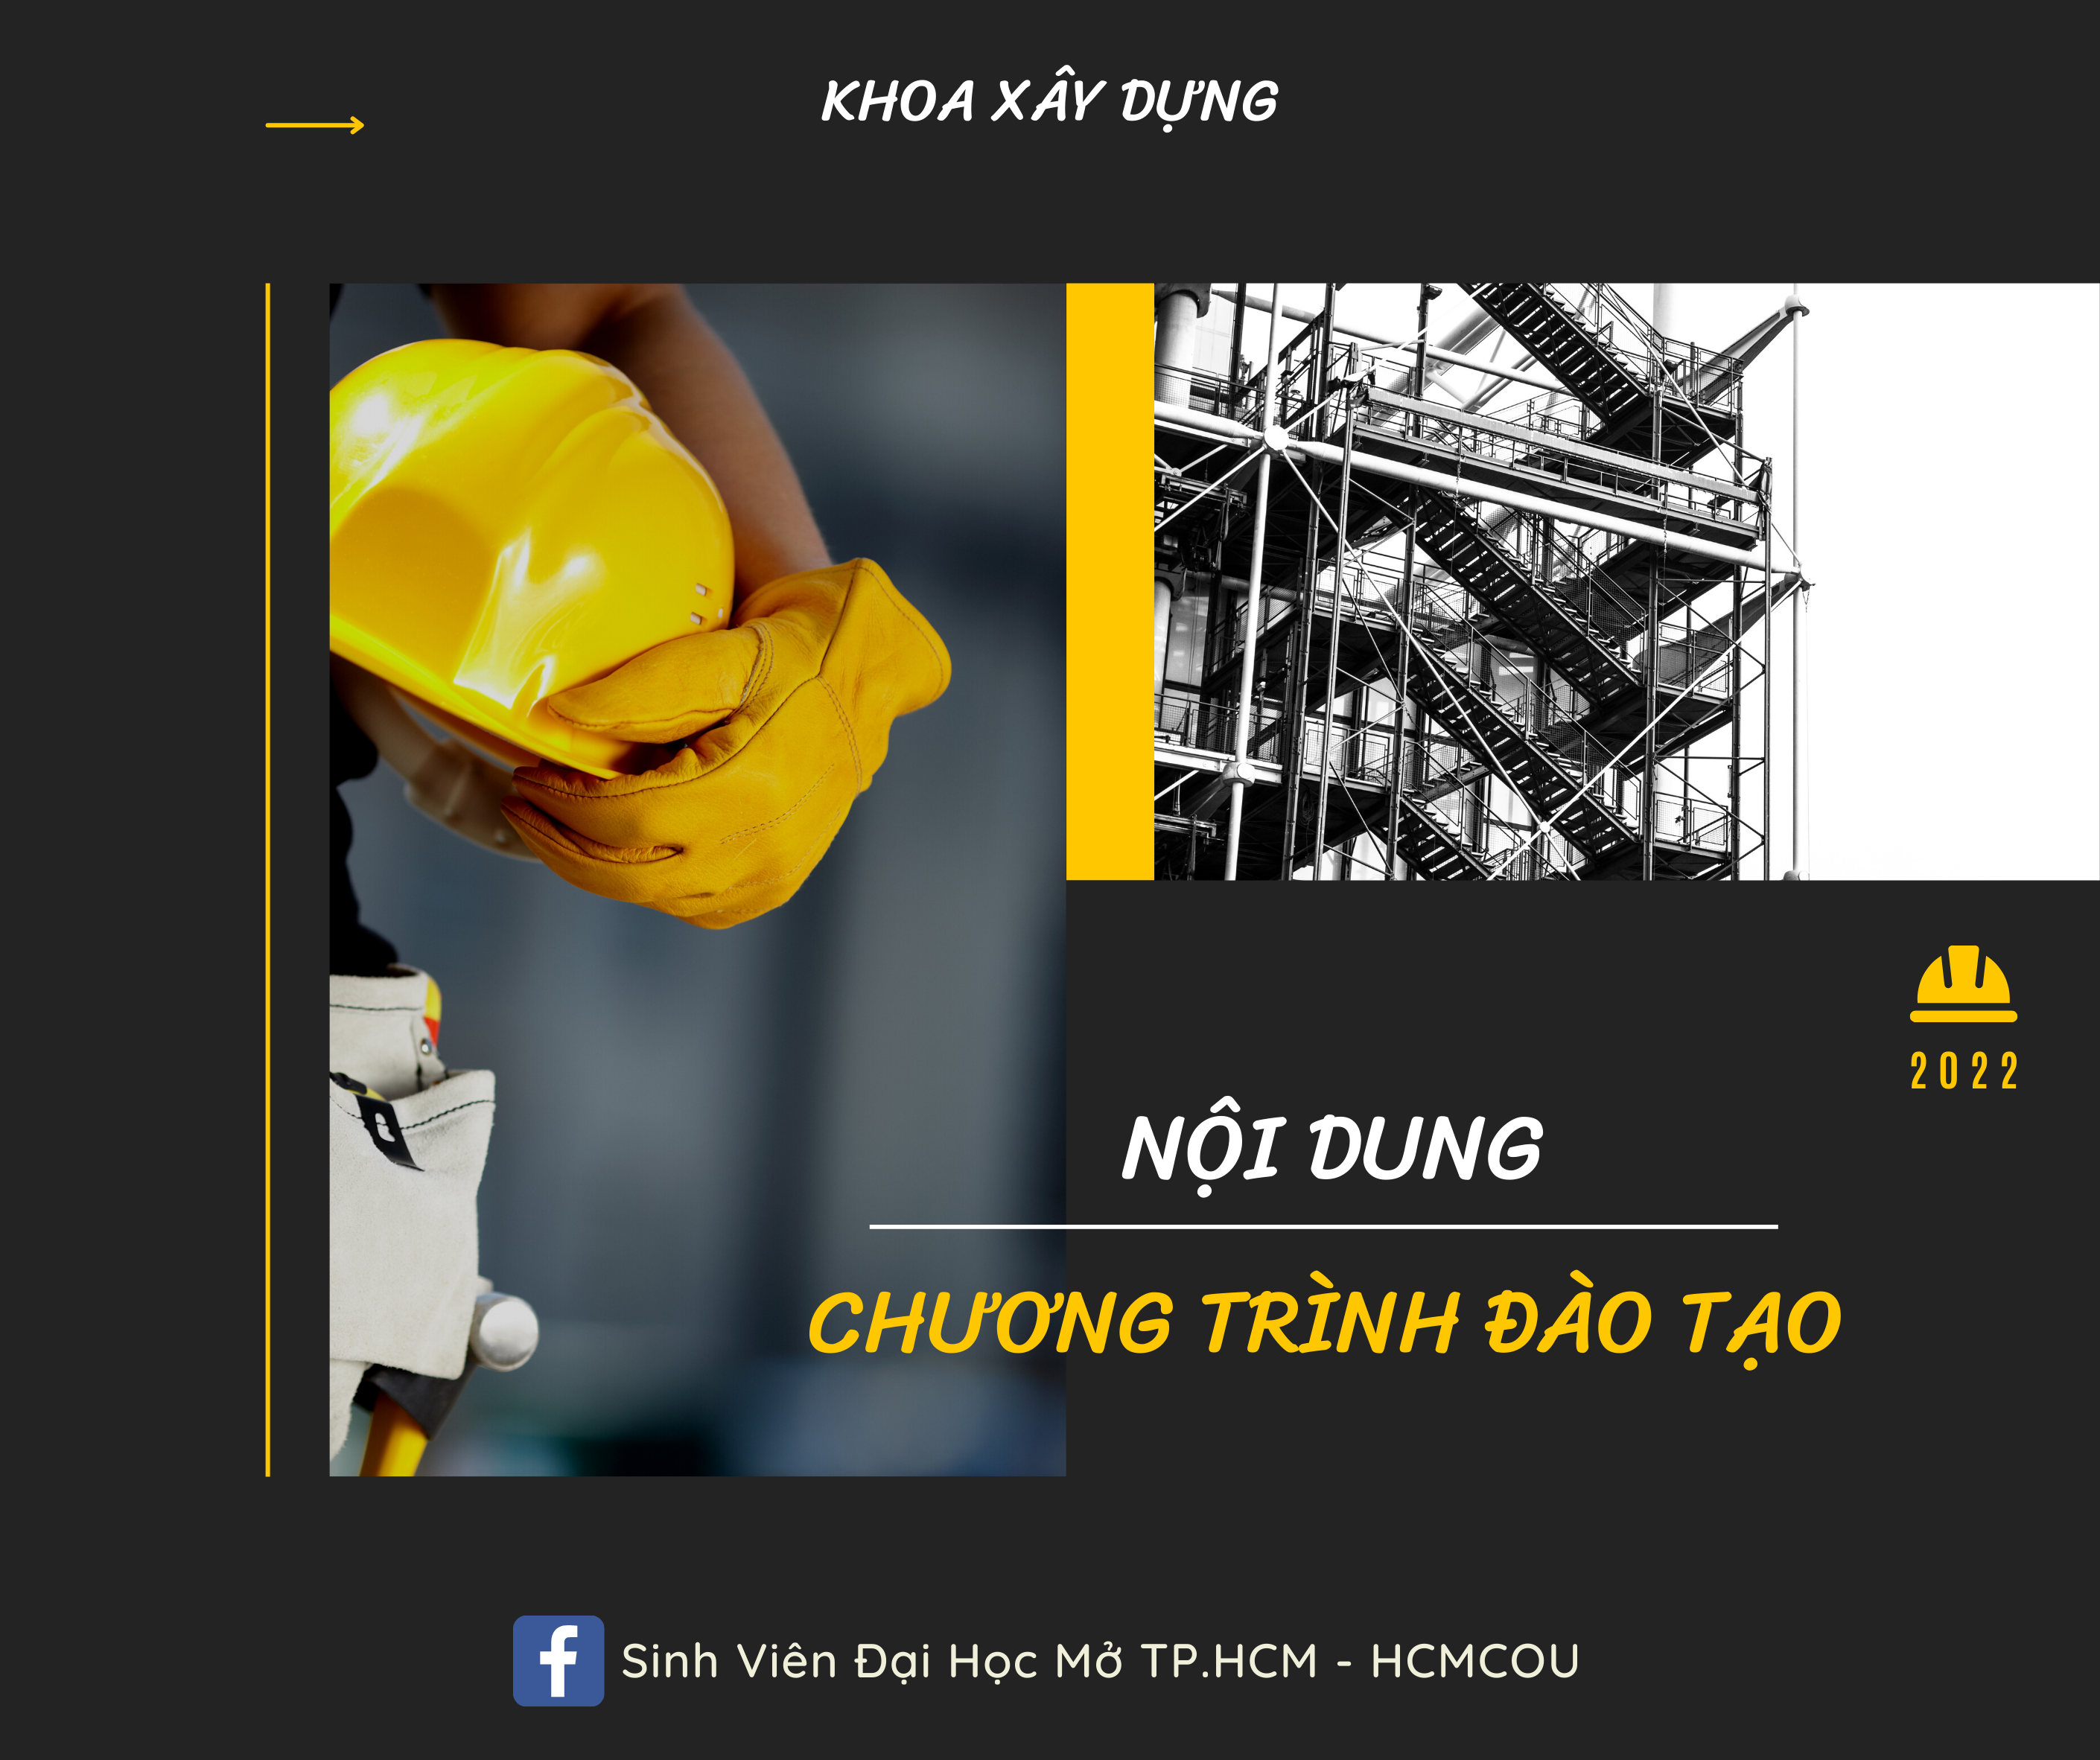 KHOA XÂY DỰNG
2022
NỘI DUNG
CHƯƠNG TRÌNH ĐÀO TẠO
Sinh Viên Đại Học Mở TP.HCM - HCMCOU